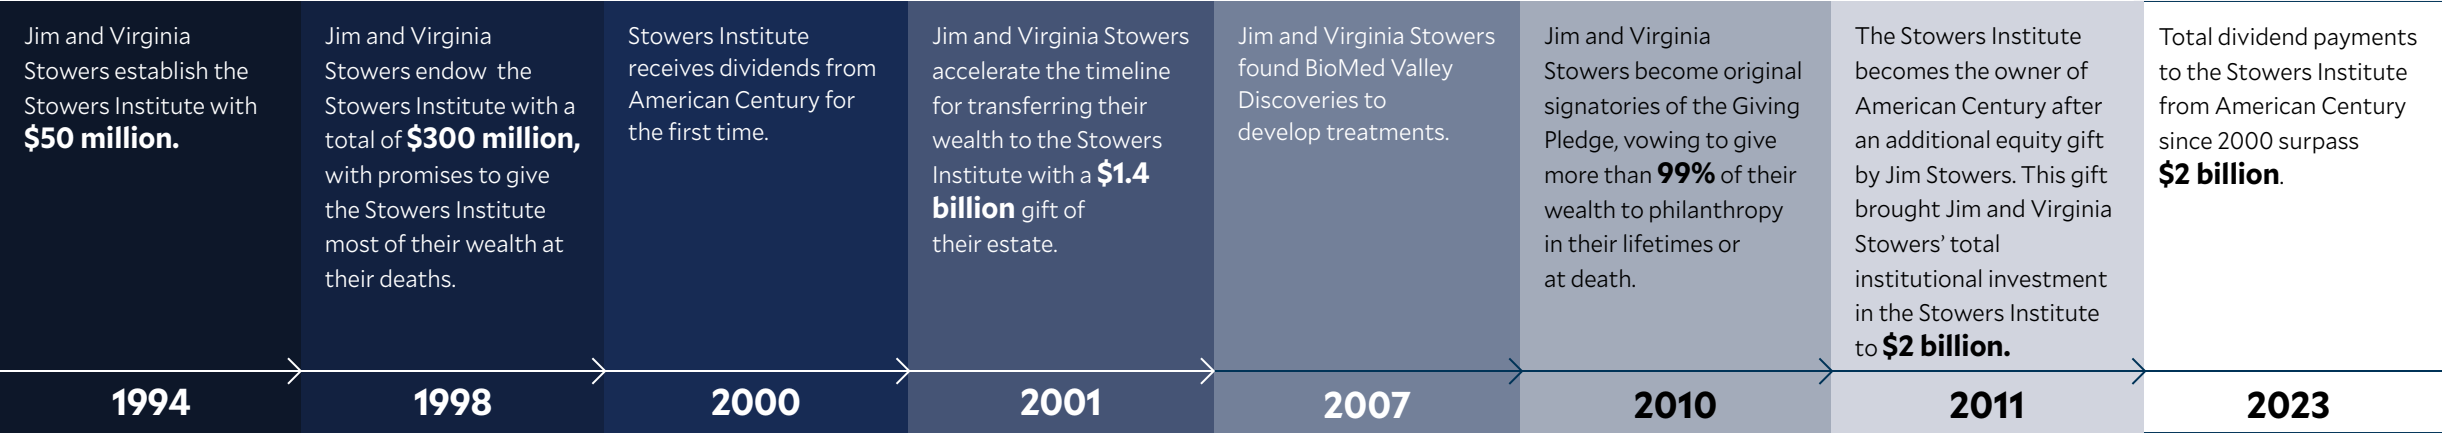 Jim and Virginia
Stowers establish the
Stowers Institute with
$50 million.
1994
Jim and Virginia
Stowers endow the
Stowers Institute with a
total of $300 million,
with promises to give
the Stowers Institute
most of their wealth at
their deaths.
1998
Stowers Institute
receives dividends from
American Century for
the first time.
2000
Jim and Virginia Stowers
accelerate the timeline
for transferring their
wealth to the Stowers
Institute with a $1.4
billion gift of
their estate.
2001
Jim and Virginia Stowers
found BioMed Valley
Discoveries to
develop treatments.
2007
Jim and Virginia
Stowers become original
signatories of the Giving
Pledge, vowing to give
more than 99% of their
wealth to philanthropy
in their lifetimes or
at death.
2010
The Stowers Institute
becomes the owner of
American Century after
an additional equity gift
by Jim Stowers. This gift
brought Jim and Virginia
Stowers’ total
institutional investment
in the Stowers Institute
to $2 billion.
2011
Total dividend payments
to the Stowers Institute
from American Century
since 2000 surpass
$2 billion.
2023